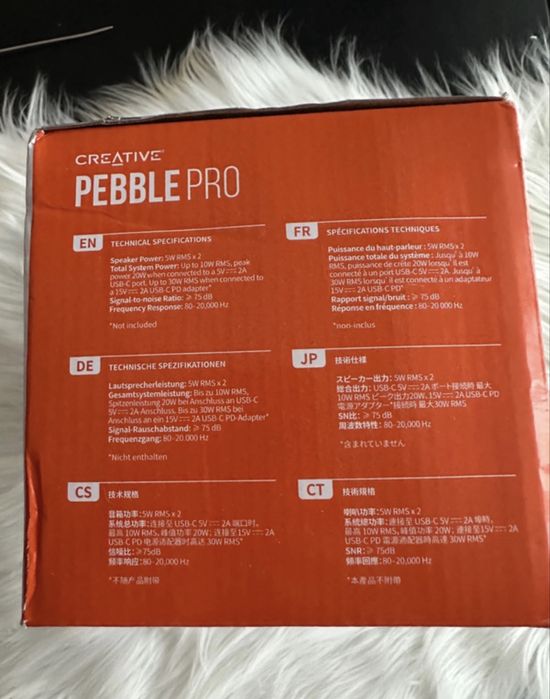 CREATIVE
PEBBLE PRO
EN TECHNICAL SPECIFICATIONS
Speaker Power: 5W RMS x 2
Total System Power: Up to 10W RMS, peak
power 20W when connected to a 5V⎓2A
USB-C port. Up to 30W RMS when connected to
a 15V⎓2A USB-C PD adapter*
Signal-to-noise Ratio: ⩾ 75 dB
Frequency Response: 80–20,000 Hz
*Not included
FR SPÉCIFICATIONS TECHNIQUES
Puissance du haut-parleur : 5W RMS x 2
Puissance totale du système : Jusqu'à 10W
RMS, puissance de crête 20W lorsqu'il est
connecté à un port USB-C 5V⎓2A. Jusqu'à
30W RMS lorsqu'il est connecté à un adaptateur
15V⎓2A USB-C PD*
Rapport signal/bruit : ⩾ 75 dB
Réponse en fréquence : 80–20 000 Hz
*non-inclus
DE TECHNISCHE SPEZIFIKATIONEN
Lautsprecherleistung: 5W RMS x 2
Gesamtsystemleistung: Bis zu 10W RMS,
Spitzenleistung 20W bei Anschluss an USB-C
5V⎓2A-Anschluss. Bis zu 30W RMS bei
Anschluss an ein 15V⎓2A USB-C PD-Adapter*
Signal-Rauschabstand: ⩾ 75 dB
Frequenzgang: 80–20.000 Hz
*Nicht enthalten
JP 技術仕様
スピーカー出力: 5W RMS x 2
総合出力: USB-C 5V⎓2A ポート接続時 最大
10W RMS ピーク出力20W、15V⎓2A USB-C PD
電源アダプター*接続時 最大30W RMS
SN比: ⩾ 75 dB
周波数特性: 80–20,000 Hz
*含まれていません
CS 技术规格
音箱功率:5W RMS x 2
系统总功率:连接至 USB-C 5V⎓2A 端口时,
最高 10W RMS, 峰值功率 20W; 连接至15V⎓2A
USB-C PD 电源适配器时高达 30W RMS*
信噪比: ⩾75dB
频率响应: 80–20,000 Hz
*不随产品附带
CT 技術規格
喇叭功率: 5W RMS x 2
系統總功率: 連接至 USB-C 5V⎓2A 埠時,
最高 10W RMS, 峰值功率 20W; 連接至15V⎓2A
USB-C PD 電源適配器時高達 30W RMS*
SNR: ⩾ 75dB
頻率回應: 80–20,000 Hz
*本產品不附帶